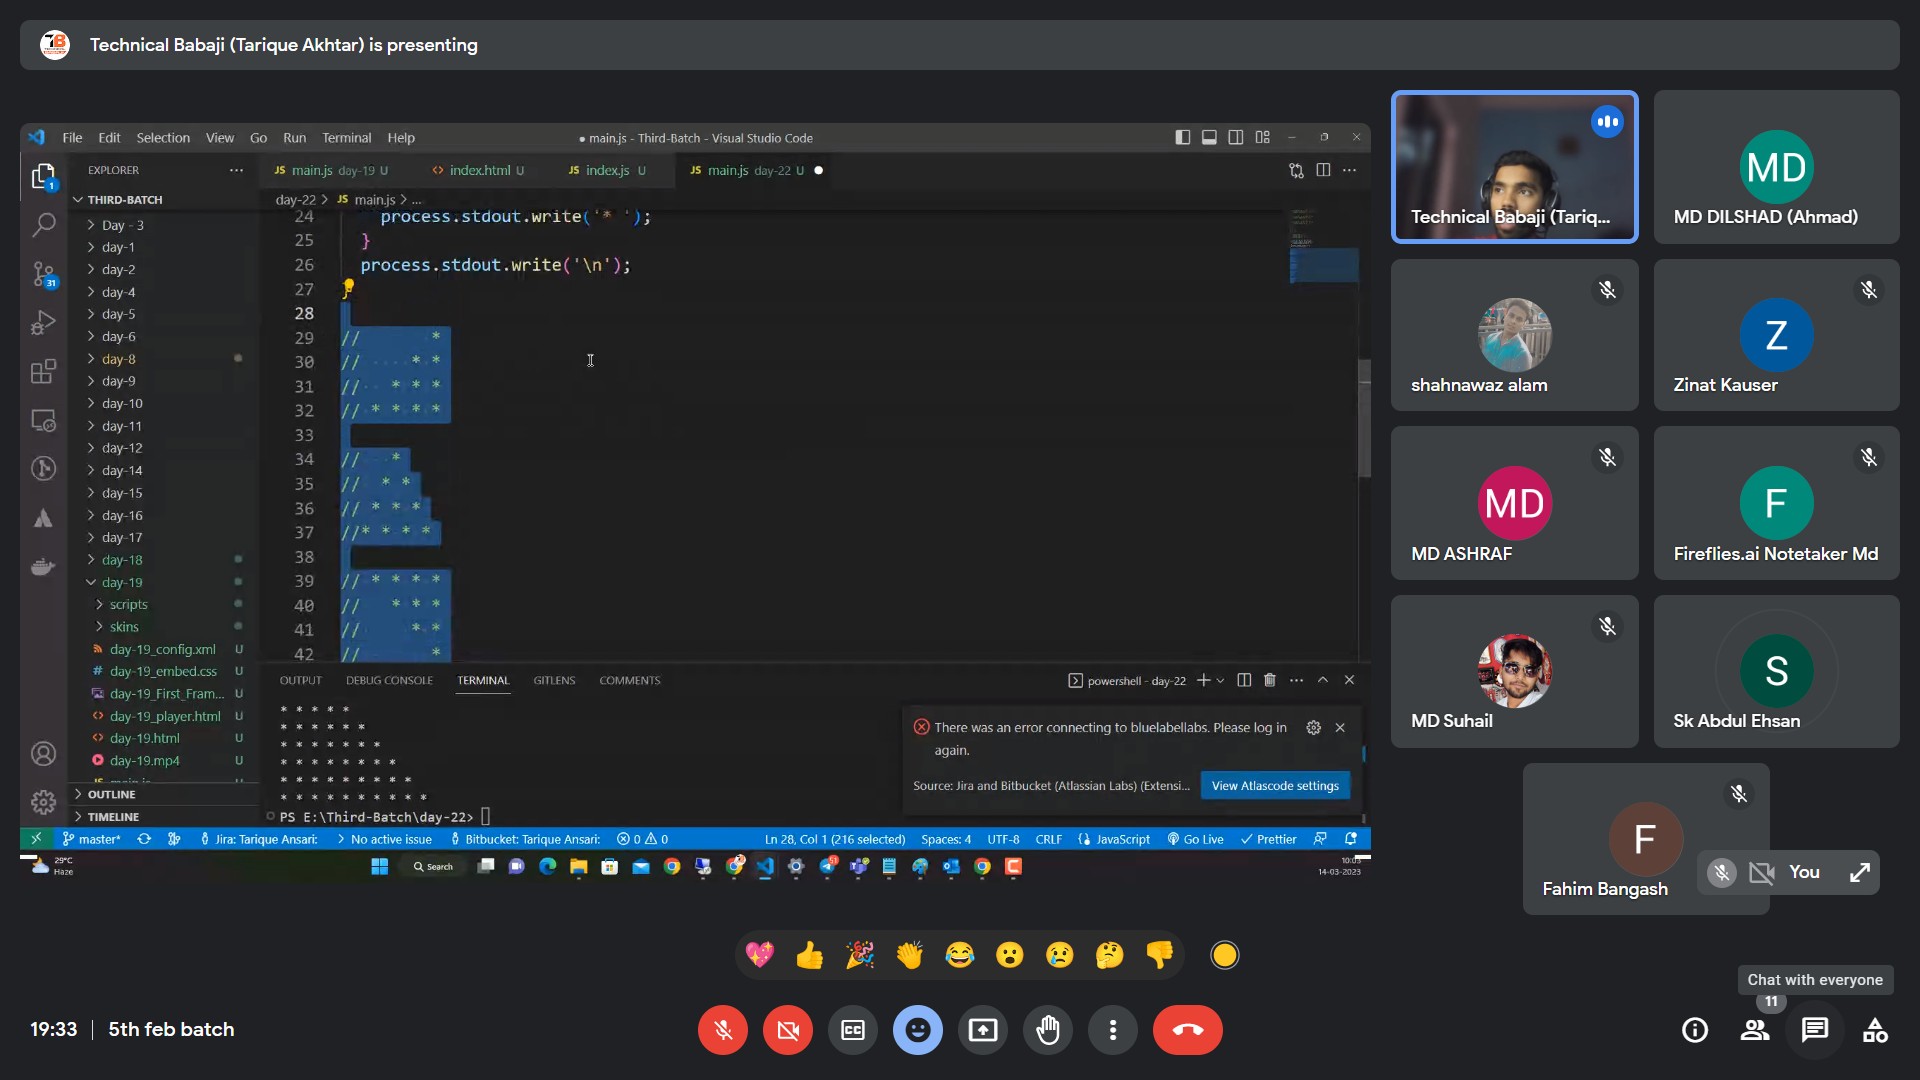 Technical Babaji (Tarique Akhtar) is presenting
File Edit Selection View Go Run Terminal Help
● main.js - Third-Batch - Visual Studio Code
EXPLORER
JS main.js day-19 U
<> index.html U
JS index.js U
JS main.js day-22 U
THIRD-BATCH
Day - 3
day-1
day-2
day-4
day-5
day-6
day-8
day-9
day-10
day-11
day-12
day-14
day-15
day-16
day-17
day-18
day-19
scripts
skins
day-19_config.xml U
# day-19_embed.css U
day-19_First_Fram... U
<> day-19_player.html U
<> day-19.html U
day-19.mp4 U
OUTLINE
TIMELINE
1
31
day-22 > JS main.js > ...
24 process.stdout.write('* ');
25 }
26 process.stdout.write('\n');
27 }
28
29 // *
30 // * *
31 // * * *
32 // * * * *
33
34 // *
35 // * *
36 // * * *
37 //* * * *
38
39 // * * * *
40 // * * *
41 // * *
42 // *
OUTPUT DEBUG CONSOLE TERMINAL GITLENS COMMENTS
powershell - day-22
* * * * *
* * * * * *
* * * * * * *
* * * * * * * *
* * * * * * * * *
* * * * * * * * * *
PS E:\Third-Batch\day-22>
There was an error connecting to bluelabellabs. Please log in
again.
Source: Jira and Bitbucket (Atlassian Labs) (Extensi...
View Atlascode settings
master* Jira: Tarique Ansari: No active issue Bitbucket: Tarique Ansari: 0 0 Ln 28, Col 1 (216 selected) Spaces: 4 UTF-8 CRLF {} JavaScript Go Live Prettier
29°C
Haze
Search
10:03
14-03-2023
Technical Babaji (Tariq...
MD
MD DILSHAD (Ahmad)
shahnawaz alam
Z
Zinat Kauser
MD
MD ASHRAF
F
Fireflies.ai Notetaker Md
MD Suhail
S
Sk Abdul Ehsan
F
Fahim Bangash
You
Chat with everyone
11
19:33 | 5th feb batch
CC